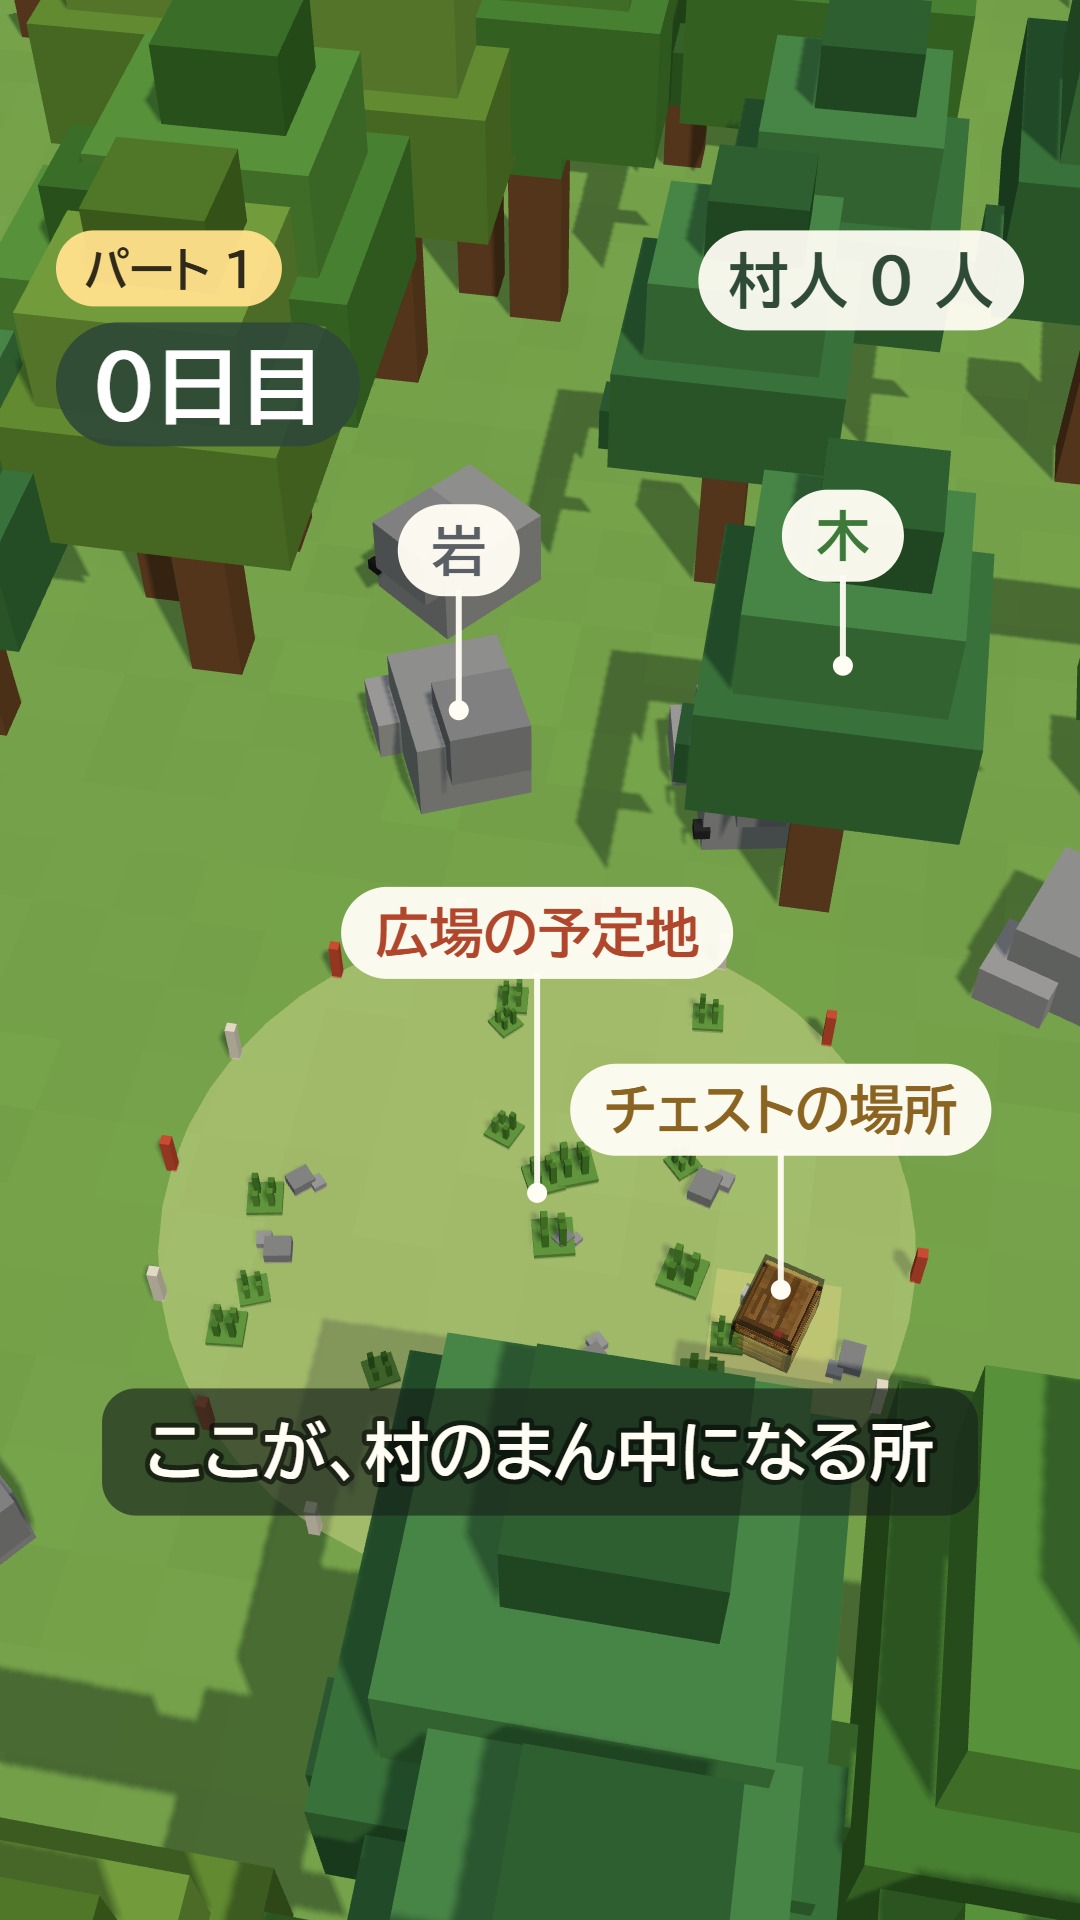 パート 1
村人 0 人
0日目
岩
木
広場の予定地
チェストの場所
ここが、村のまん中になる所